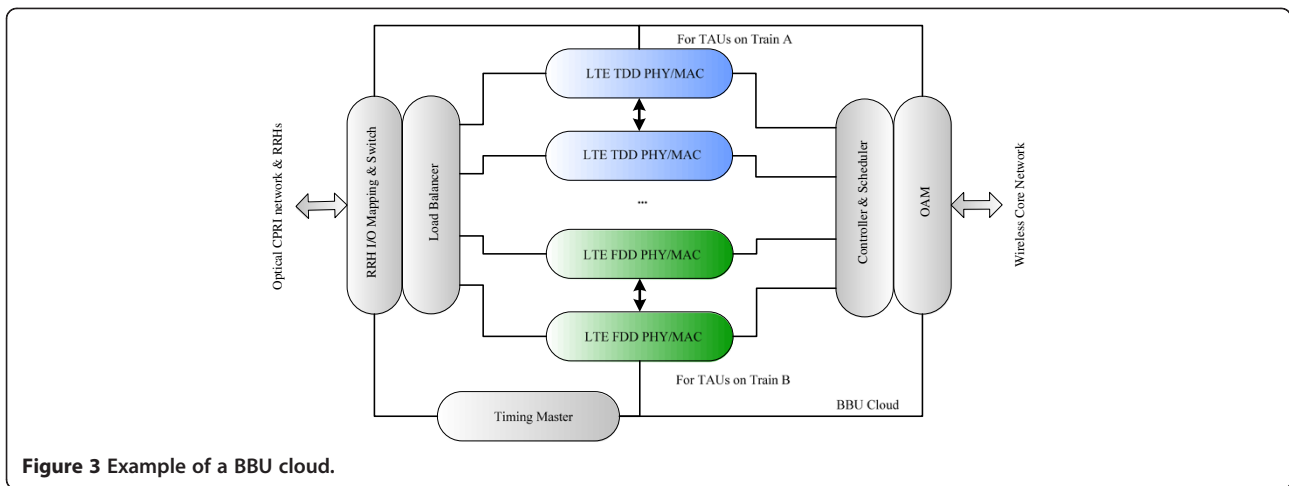 For TAUs on Train A
LTE TDD PHY/MAC
LTE TDD PHY/MAC
...
LTE FDD PHY/MAC
LTE FDD PHY/MAC
For TAUs on Train B
Optical CPRI network & RRHs
RRH I/O Mapping & Switch
Load Balancer
Controller & Scheduler
OAM
Wireless Core Network
BBU Cloud
Timing Master
Figure 3 Example of a BBU cloud.